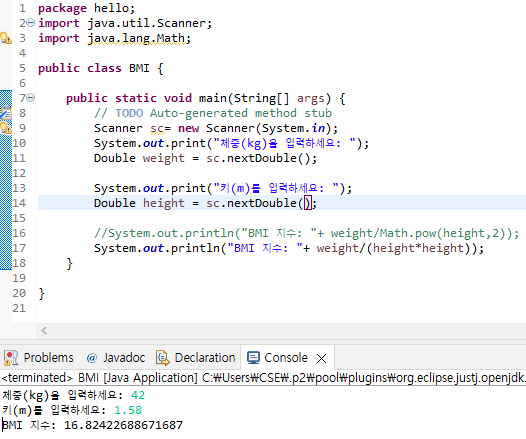 1 package hello;
2 import java.util.Scanner;
3 import java.lang.Math;
4
5 public class BMI {
6
7 public static void main(String[] args) {
8 // TODO Auto-generated method stub
9 Scanner sc= new Scanner(System.in);
10 System.out.print("체중(kg)을 입력하세요: ");
11 Double weight = sc.nextDouble();
12
13 System.out.print("키(m)를 입력하세요: ");
14 Double height = sc.nextDouble();
15
16 //System.out.println("BMI 지수: "+ weight/Math.pow(height,2));
17 System.out.println("BMI 지수: "+ weight/(height*height));
18 }
19
20 }
21
Problems @ Javadoc Declaration Console
<terminated> BMI [Java Application] C:₩Users₩CSE₩.p2₩pool₩plugins₩org.eclipse.justj.openjdk.
체중(kg)을 입력하세요: 42
키(m)를 입력하세요: 1.58
BMI 지수: 16.82422688671687